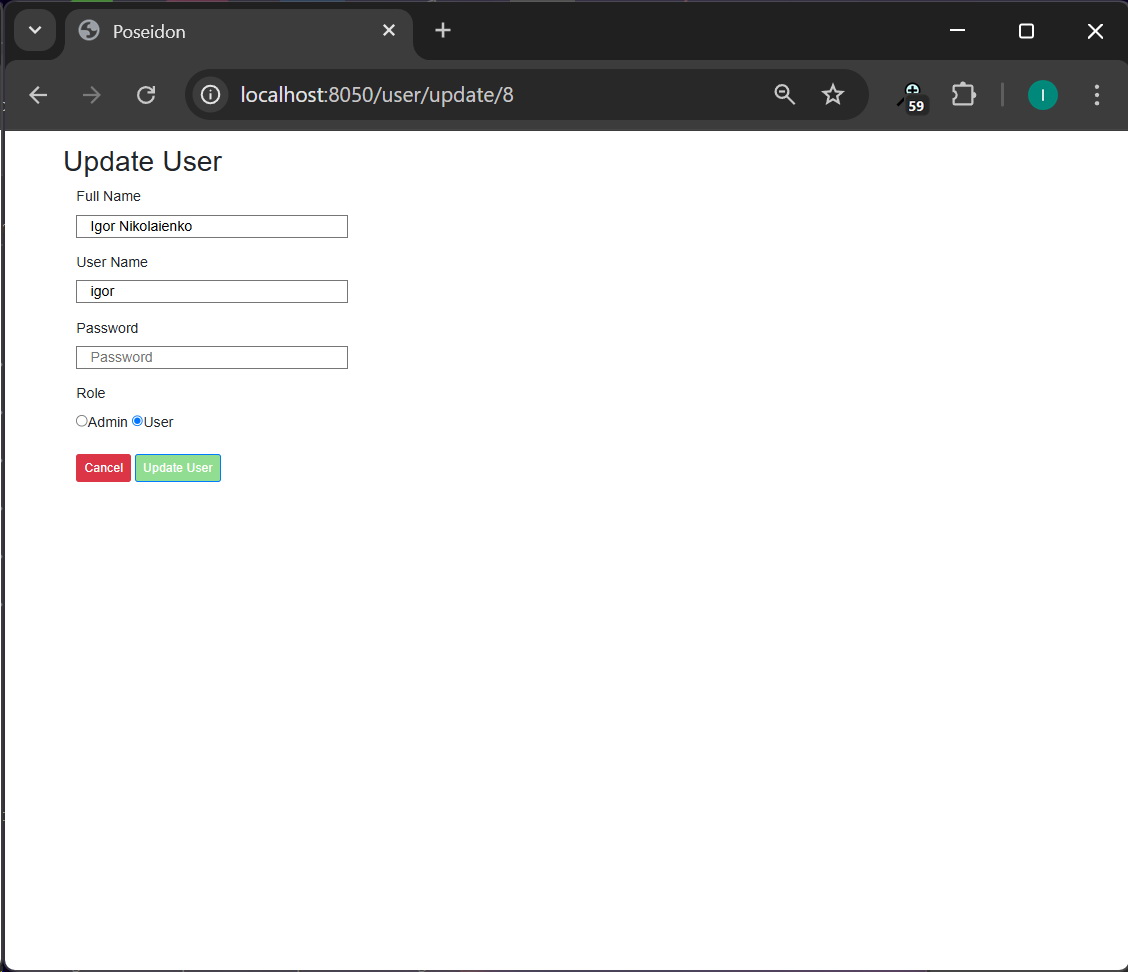 Poseidon
localhost:8050/user/update/8
59
I
Update User
Full Name
Igor Nikolaienko
User Name
igor
Password
Password
Role
Admin User
Cancel Update User